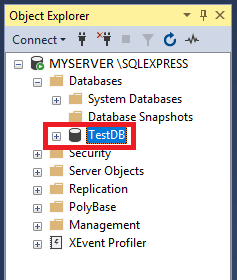 Object Explorer
Connect
MYSERVER \SQLEXPRESS
Databases
System Databases
Database Snapshots
TestDB
Security
Server Objects
Replication
PolyBase
Management
XEvent Profiler